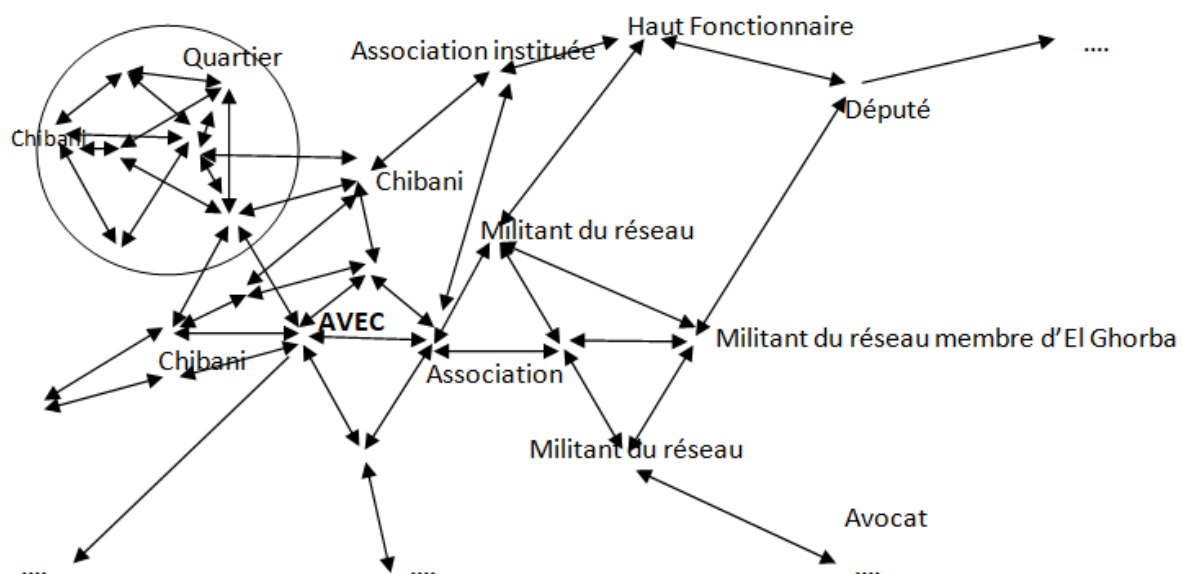 Haut Fonctionnaire
Quartier
Association instituée
....
Député
Chibani
Chibani
Militant du réseau
AVEC
Militant du réseau membre d'El Ghorba
Chibani
Association
Militant du réseau
Avocat
....
....
....